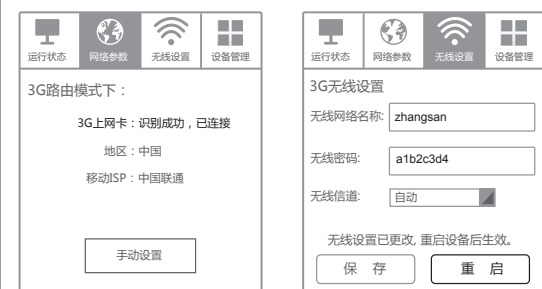 运行状态 网络参数 无线设置 设备管理
3G路由模式下：
3G上网卡：识别成功，已连接
地区：中国
移动ISP：中国联通
手动设置
运行状态 网络参数 无线设置 设备管理
3G无线设置
无线网络名称: zhangsan
无线密码: a1b2c3d4
无线信道: 自动
无线设置已更改, 重启设备后生效。
保 存 重 启